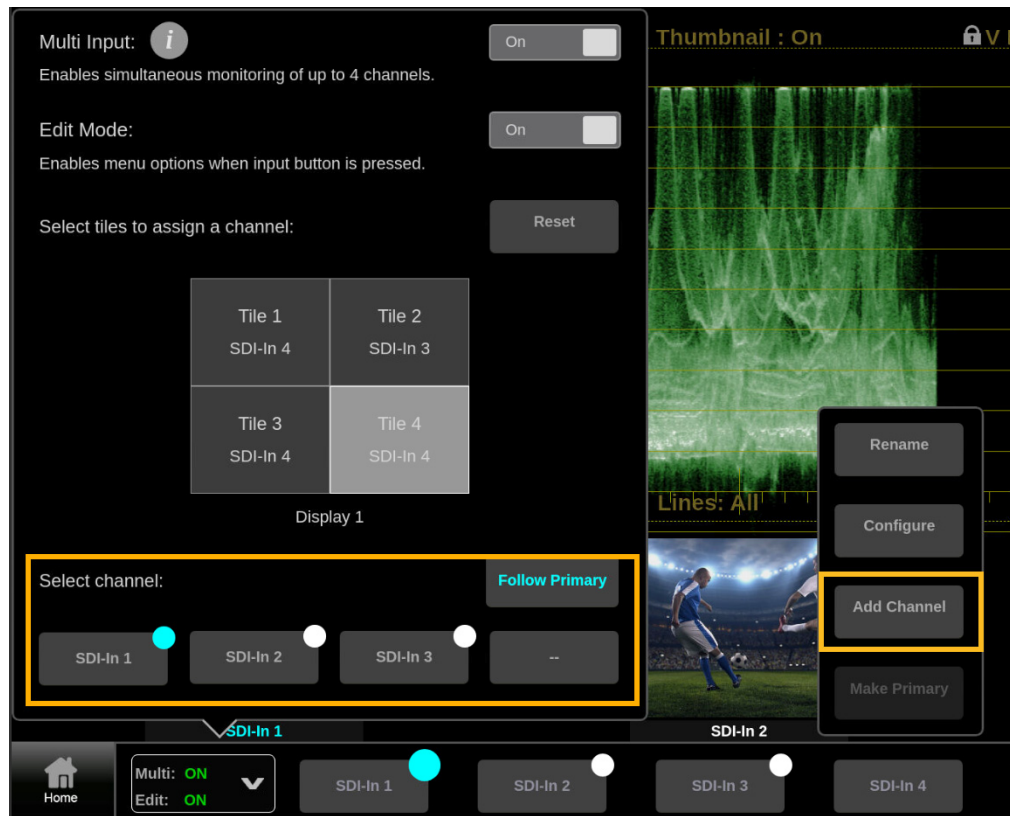 Multi Input:
i
On
Enables simultaneous monitoring of up to 4 channels.
Edit Mode:
On
Enables menu options when input button is pressed.
Select tiles to assign a channel:
Reset
Tile 1
SDI-In 4
Tile 2
SDI-In 3
Tile 3
SDI-In 4
Tile 4
SDI-In 4
Display 1
Select channel:
Follow Primary
SDI-In 1
SDI-In 2
SDI-In 3
--
Thumbnail : On
V
Lines: All
Rename
Configure
Add Channel
Make Primary
SDI-In 1
SDI-In 2
Home
Multi: ON
Edit: ON
SDI-In 1
SDI-In 2
SDI-In 3
SDI-In 4